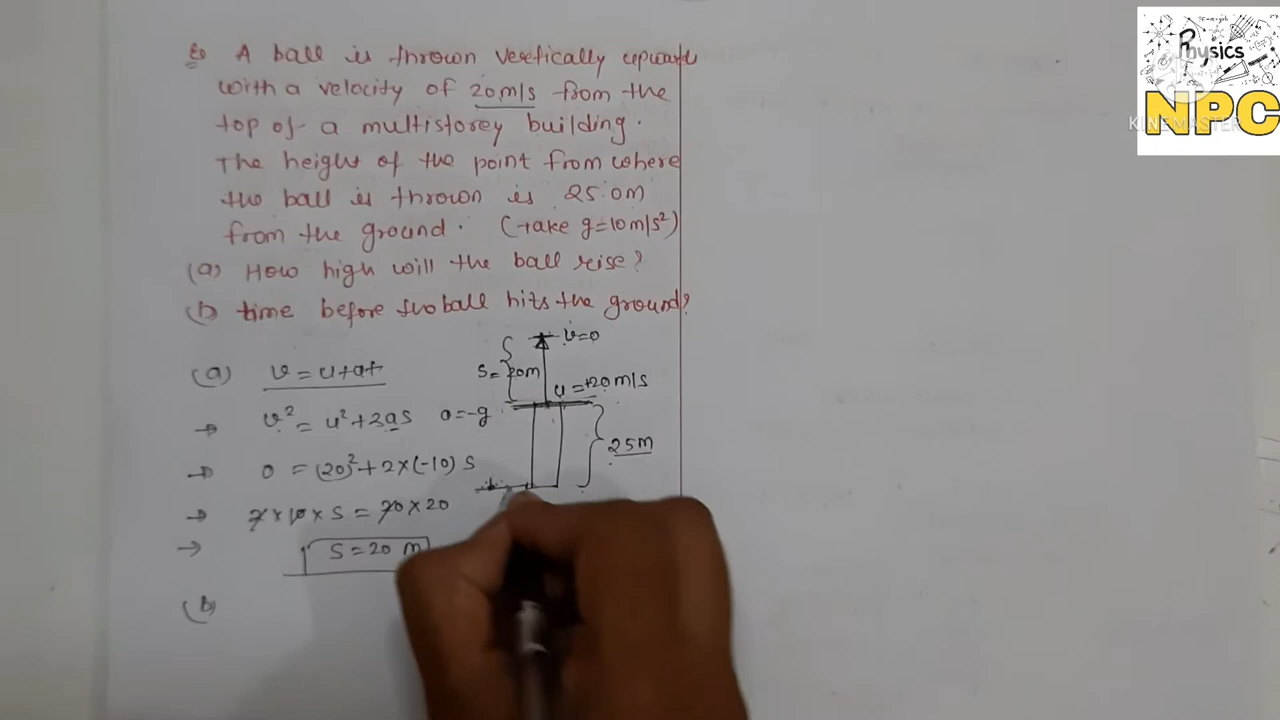 A ball is thrown vertically upwards
with a velocity of 20m/s from the
top of a multistorey building.
The height of the point from where
the ball is thrown is 25.0m
from the ground. (take g=10m/s²)
(a) How high will the ball rise?
(b) time before the ball hits the ground?
(a) v = u+at
→ v² = u²+2as a=-g
→ 0 = (20)²+2×(-10) S
→ 2×10×S = 20×20
→ S=20 m
(b)
v=0
S=20m
u=+20m/s
25m
Physics
NPC
KINEMASTER